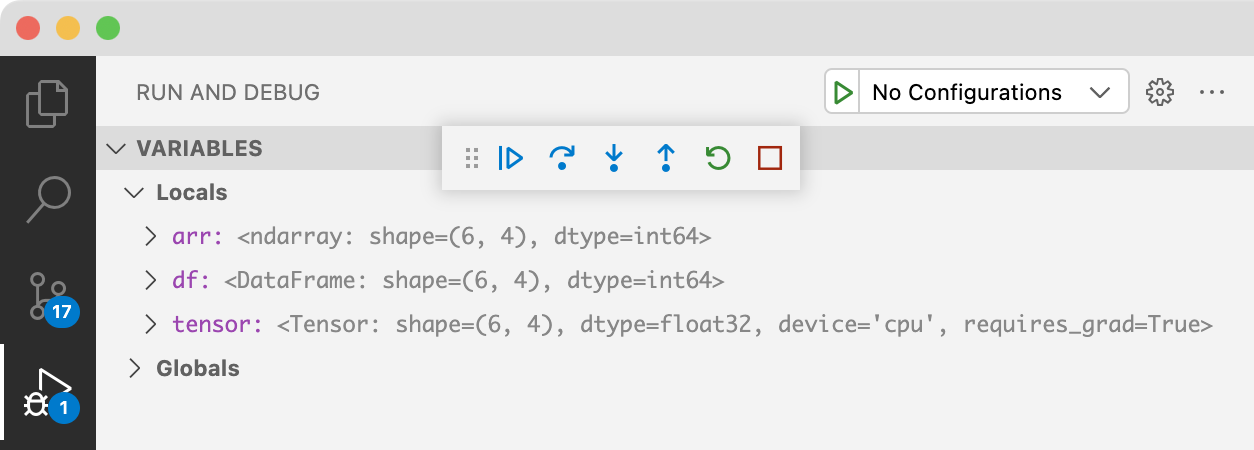 RUN AND DEBUG
No Configurations
VARIABLES
Locals
arr: <ndarray: shape=(6, 4), dtype=int64>
df: <DataFrame: shape=(6, 4), dtype=int64>
17
tensor: <Tensor: shape=(6, 4), dtype=float32, device='cpu', requires_grad=True>
Globals
1